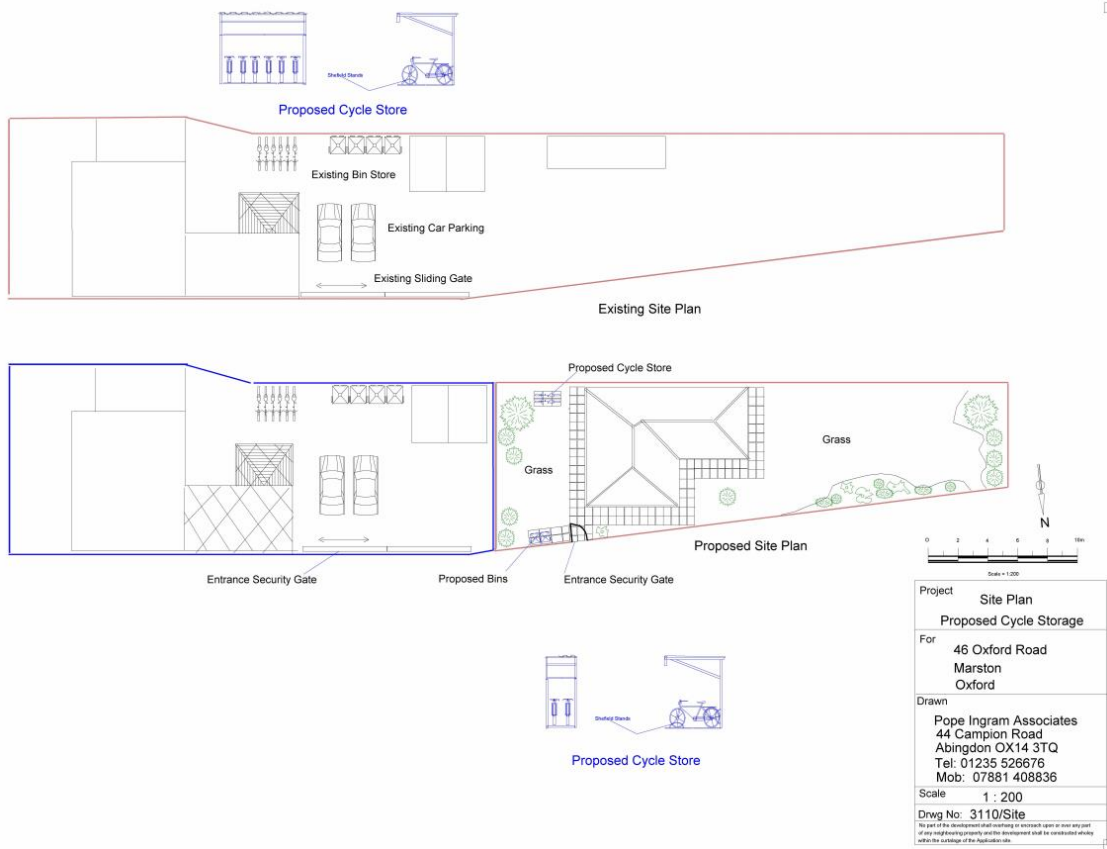 Shefield Stands
Proposed Cycle Store
Existing Bin Store
Existing Car Parking
Existing Sliding Gate
Existing Site Plan
Proposed Cycle Store
Grass
Grass
Proposed Site Plan
Entrance Security Gate
Proposed Bins
Entrance Security Gate
N
0 2 4 6 8 10m
Scale = 1:200
Shefield Stands
Proposed Cycle Store
Project
Site Plan
Proposed Cycle Storage
For
46 Oxford Road
Marston
Oxford
Drawn
Pope Ingram Associates
44 Campion Road
Abingdon OX14 3TQ
Tel: 01235 526676
Mob: 07881 408836
Scale 1 : 200
Drwg No: 3110/Site
No part of the development shall overhang or encroach upon or over any part
of any neighbouring property and the development shall be constructed wholey
within the curtalage of the Application site.